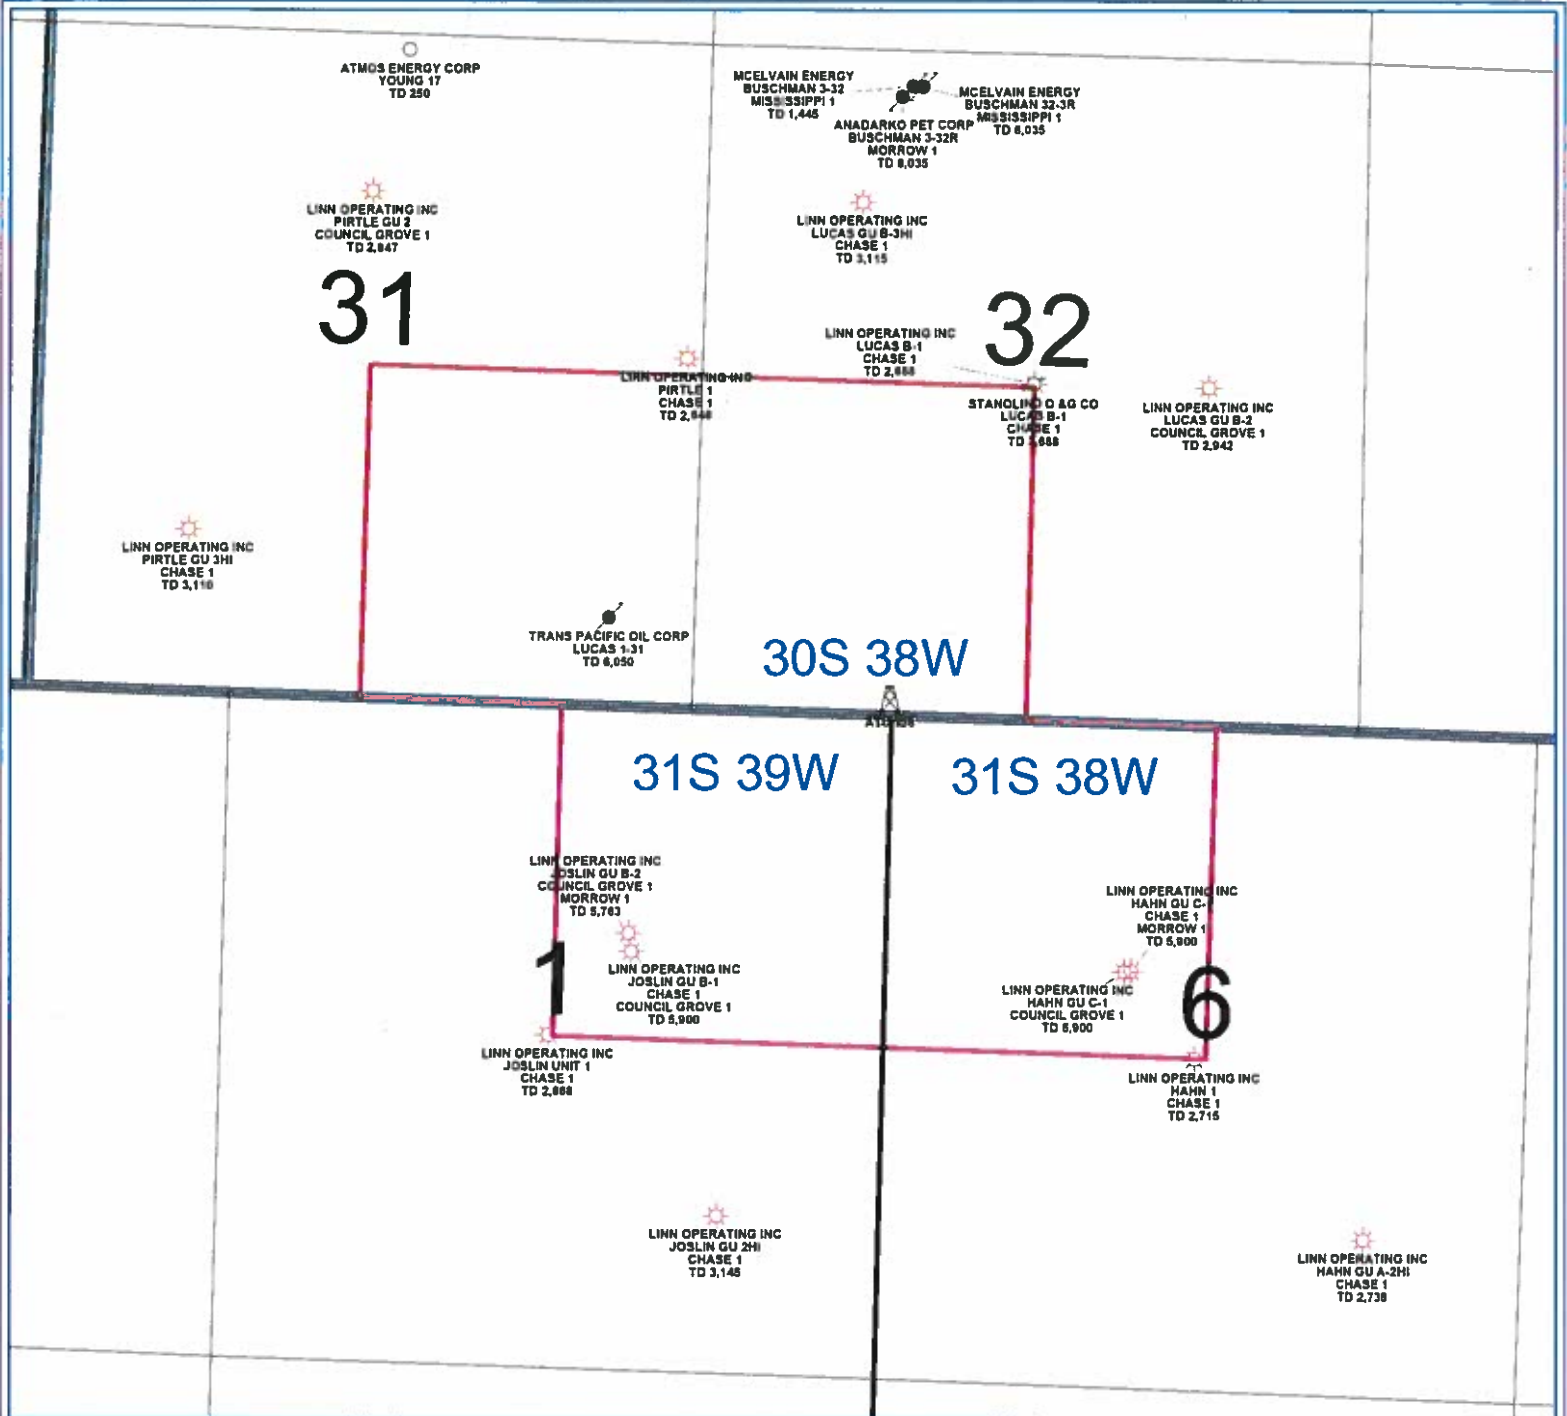 ATMOS ENERGY CORP
YOUNG 17
TD 250
MCELVAIN ENERGY
BUSCHMAN 3-32
MISSISSIPPI 1
TD 1,445
MCELVAIN ENERGY
BUSCHMAN 32-3R
MISSISSIPPI 1
TD 6,035
ANADARKO PET CORP
BUSCHMAN 3-32R
MORROW 1
TD 6,035
LINN OPERATING INC
PIRTLE GU 2
COUNCIL GROVE 1
TD 2,847
LINN OPERATING INC
LUCAS GU B-3HI
CHASE 1
TD 3,115
31
32
LINN OPERATING INC
LUCAS B-1
CHASE 1
TD
LINN OPERATING INC
PIRTLE 1
CHASE 1
TD
STANOLIND O &G CO
LUCAS B-1
CHASE 1
TD
LINN OPERATING INC
LUCAS GU B-2
COUNCIL GROVE 1
TD 2,942
LINN OPERATING INC
PIRTLE GU 3HI
CHASE 1
TD 3,110
TRANS PACIFIC OIL CORP
LUCAS 1-31
TD 6,050
30S 38W
31S 39W
31S 38W
LINN OPERATING INC
JOSLIN GU B-2
COUNCIL GROVE 1
MORROW 1
TD 5,763
LINN OPERATING INC
HAHN GU C-
CHASE 1
MORROW 1
TD 5,900
1
LINN OPERATING INC
JOSLIN GU B-1
CHASE 1
COUNCIL GROVE 1
TD 5,900
LINN OPERATING INC
HAHN GU C-1
COUNCIL GROVE 1
TD 5,900
6
LINN OPERATING INC
JOSLIN UNIT 1
CHASE 1
TD
LINN OPERATING INC
HAHN 1
CHASE 1
TD 2,715
LINN OPERATING INC
JOSLIN GU 2HI
CHASE 1
TD 3,145
LINN OPERATING INC
HAHN GU A-2HI
CHASE 1
TD 2,738